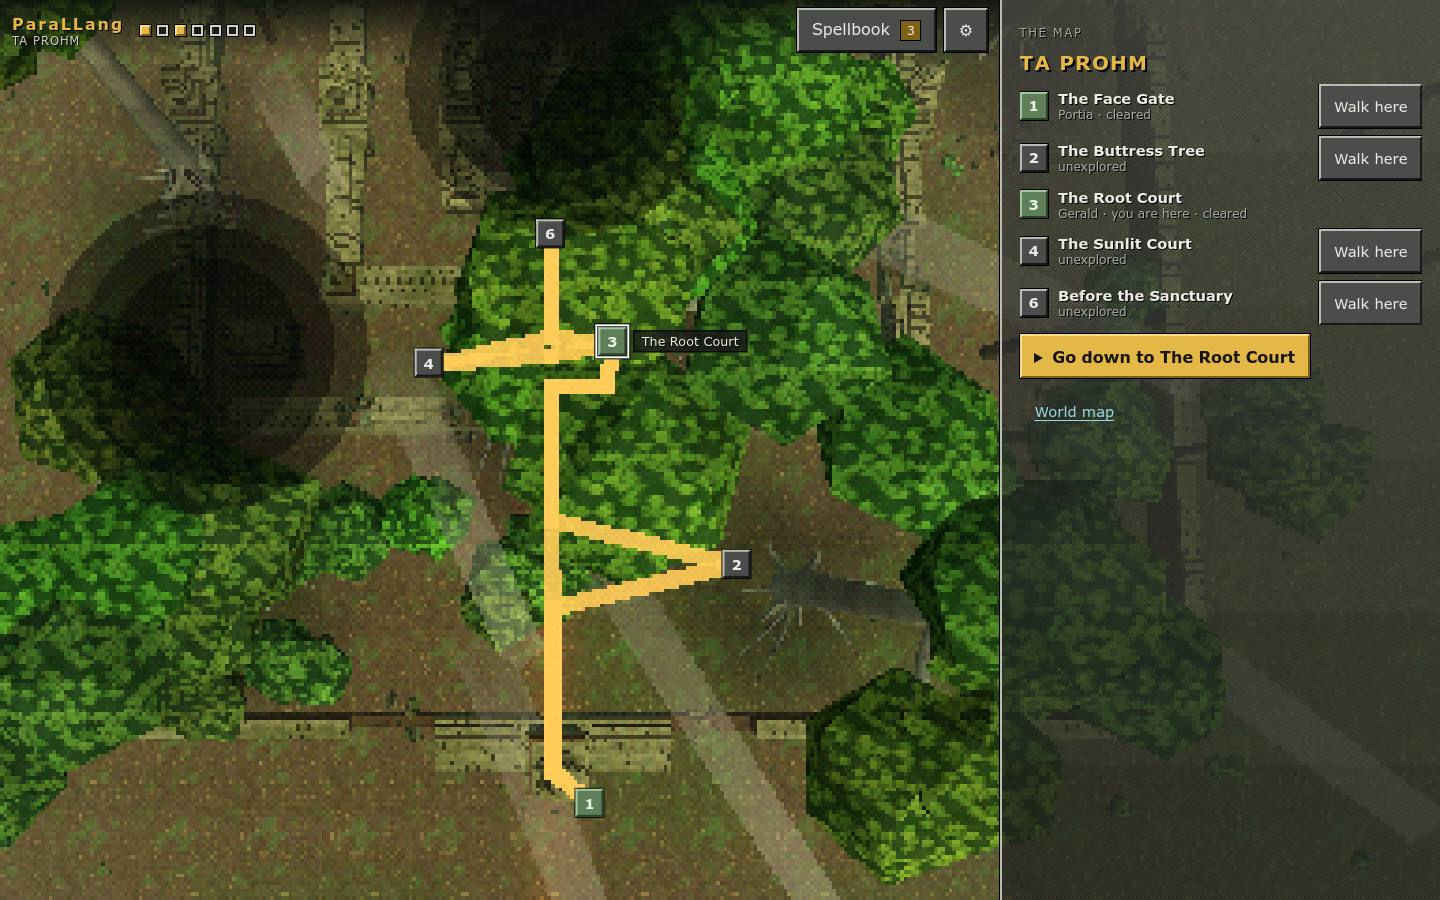 ParaLLang
TA PROHM
Spellbook 3
⚙
THE MAP
TA PROHM
1 The Face Gate
Portia · cleared
Walk here
2 The Buttress Tree
unexplored
Walk here
3 The Root Court
Gerald · you are here · cleared
4 The Sunlit Court
unexplored
Walk here
6 Before the Sanctuary
unexplored
Walk here
▶ Go down to The Root Court
World map
6
3 The Root Court
4
2
1